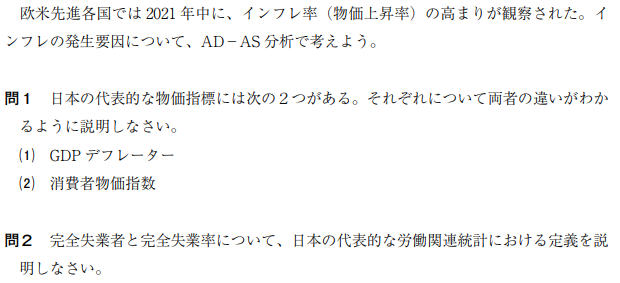 欧米先進各国では 2021 年中に、インフレ率（物価上昇率）の高まりが観察された。イ
ンフレの発生要因について、AD－AS 分析で考えよう。
問１　日本の代表的な物価指標には次の２つがある。それぞれについて両者の違いがわか
るように説明しなさい。
⑴　GDP デフレーター
⑵　消費者物価指数
問２　完全失業者と完全失業率について、日本の代表的な労働関連統計における定義を説
明しなさい。